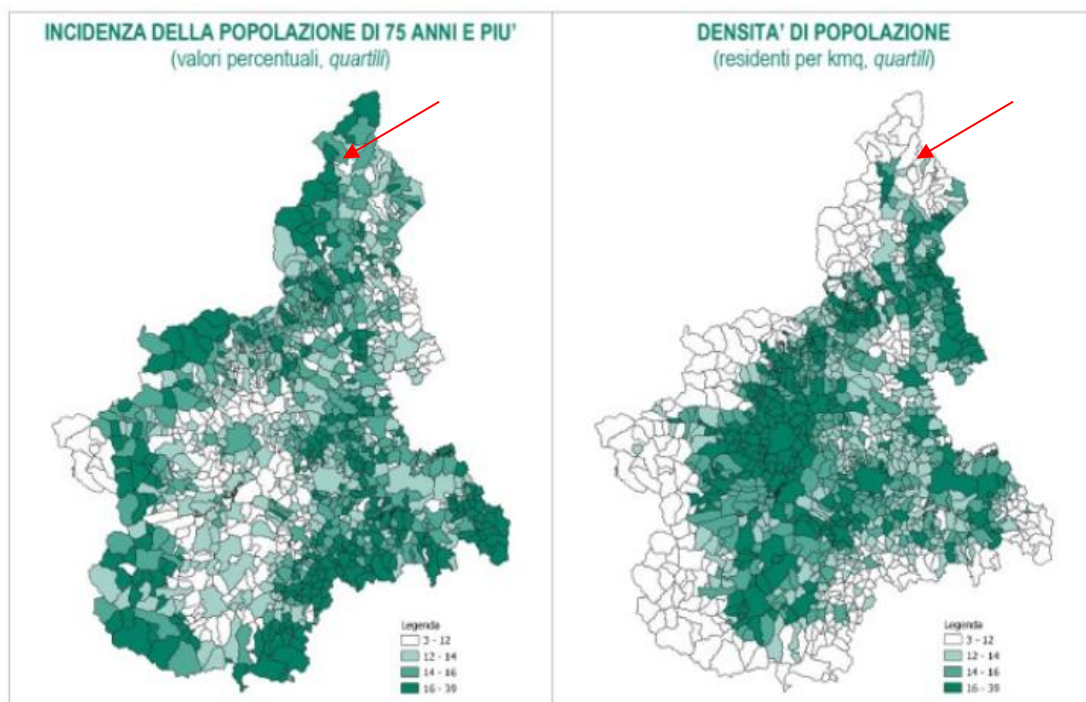 INCIDENZA DELLA POPOLAZIONE DI 75 ANNI E PIU'
(valori percentuali, quartili)
Legenda
3 - 12
12 - 14
14 - 16
16 - 39
DENSITA' DI POPOLAZIONE
(residenti per kmq, quartili)
Legenda
3 - 12
12 - 14
14 - 16
16 - 39